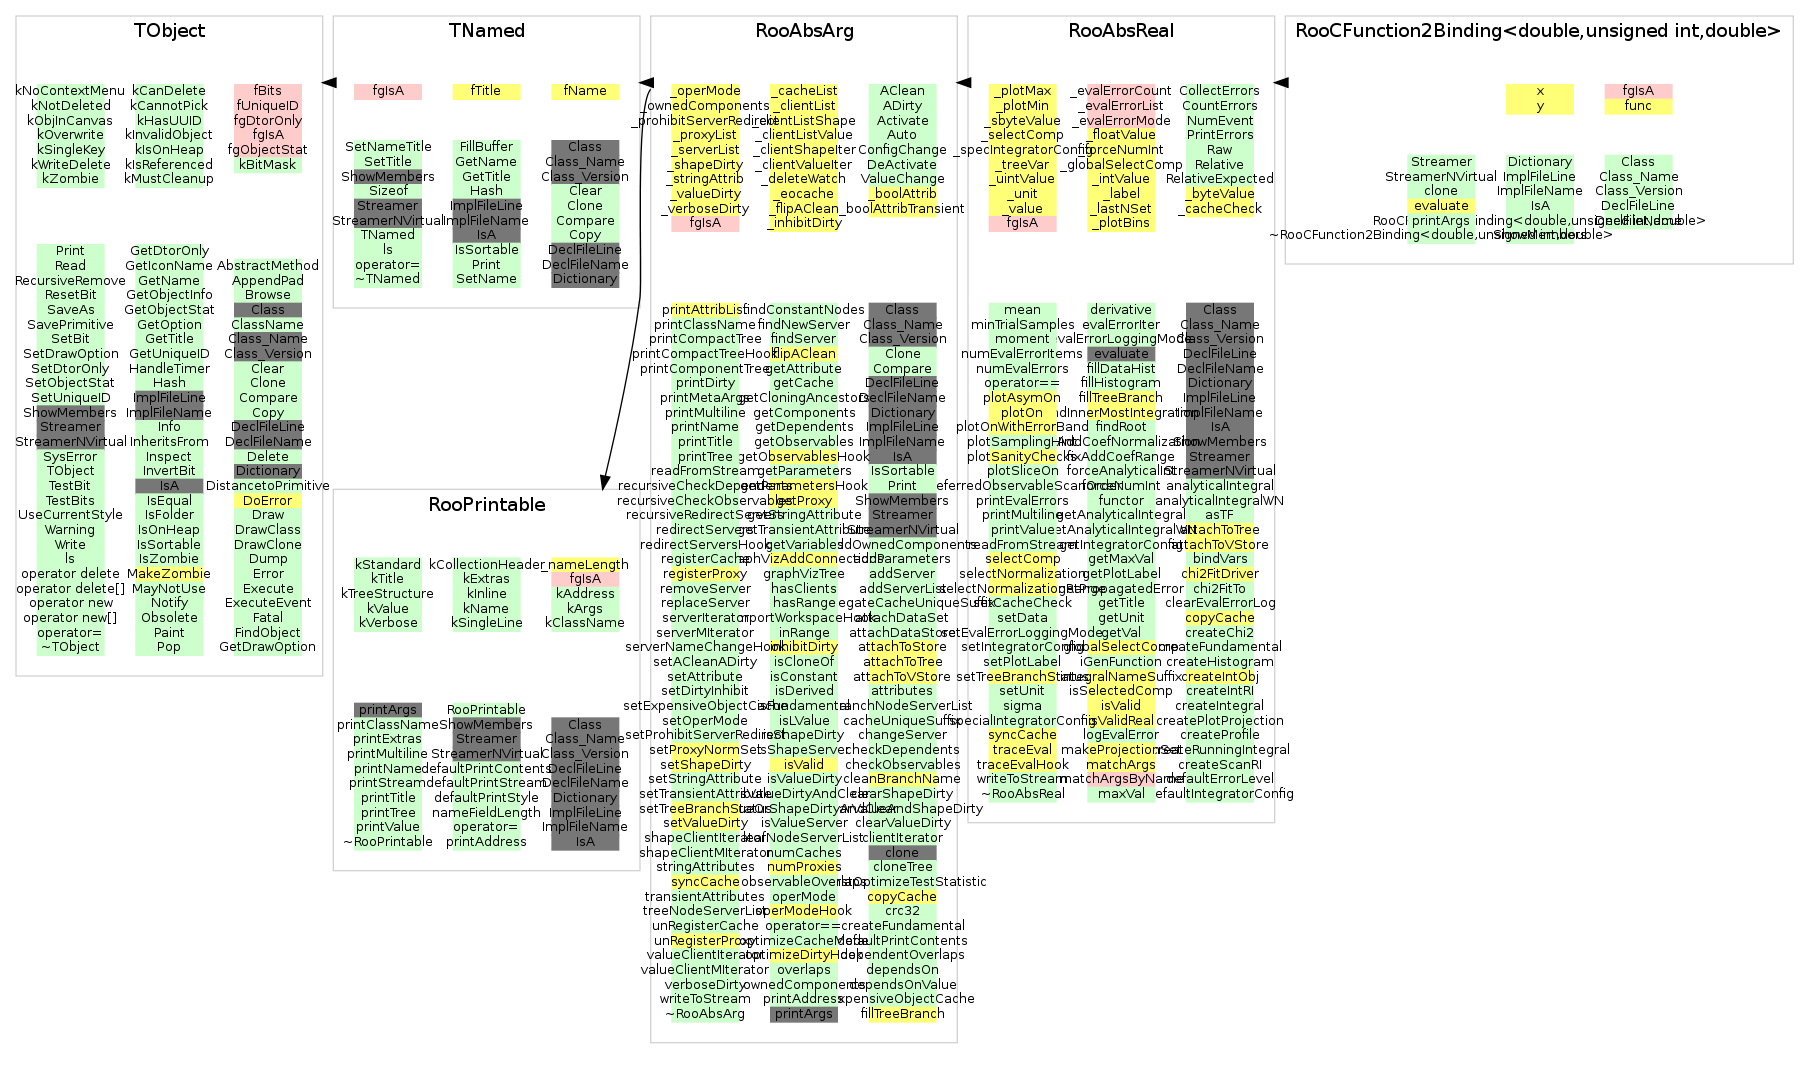 TObject
kNoContextMenu kCanDelete fBits
kNotDeleted kCannotPick fUniqueID
kObjInCanvas kHasUUID fgDtorOnly
kOverwrite kInvalidObject fgIsA
kSingleKey kIsOnHeap fgObjectStat
kWriteDelete kIsReferenced kBitMask
kZombie kMustCleanup
Print GetDtorOnly
Read GetIconName AbstractMethod
RecursiveRemove GetName AppendPad
ResetBit GetObjectInfo Browse
SaveAs GetObjectStat Class
SavePrimitive GetOption ClassName
SetBit GetTitle Class_Name
SetDrawOption GetUniqueID Class_Version
SetDtorOnly HandleTimer Clear
SetObjectStat Hash Clone
SetUniqueID ImplFileLine Compare
ShowMembers ImplFileName Copy
Streamer Info DeclFileLine
StreamerNVirtual InheritsFrom DeclFileName
SysError Inspect Delete
TObject InvertBit Dictionary
TestBit IsA DistancetoPrimitive
TestBits IsEqual DoError
UseCurrentStyle IsFolder Draw
Warning IsOnHeap DrawClass
Write IsSortable DrawClone
ls IsZombie Dump
operator delete MakeZombie Error
operator delete[] MayNotUse Execute
operator new Notify ExecuteEvent
operator new[] Obsolete Fatal
operator= Paint FindObject
~TObject Pop GetDrawOption
TNamed
fgIsA fTitle fName
SetNameTitle FillBuffer Class
SetTitle GetName Class_Name
ShowMembers GetTitle Class_Version
Sizeof Hash Clear
Streamer ImplFileLine Clone
StreamerNVirtual ImplFileName Compare
TNamed IsA Copy
ls IsSortable DeclFileLine
operator= Print DeclFileName
~TNamed SetName Dictionary
RooPrintable
kStandard kCollectionHeader _nameLength
kTitle kExtras fgIsA
kTreeStructure kInline kAddress
kValue kName kArgs
kVerbose kSingleLine kClassName
printArgs RooPrintable
printClassName ShowMembers Class
printExtras Streamer Class_Name
printMultiline StreamerNVirtual Class_Version
printName defaultPrintContents DeclFileLine
printStream defaultPrintStream DeclFileName
printTitle defaultPrintStyle Dictionary
printTree nameFieldLength ImplFileLine
printValue operator= ImplFileName
~RooPrintable printAddress IsA
RooAbsArg
_operMode _cacheList AClean
_ownedComponents _clientList ADirty
_prohibitServerRedirect Activate
_proxyList _clientListValue Auto
_serverList _clientShapeIter ConfigChange
_shapeDirty _clientValueIter DeActivate
_stringAttrib _deleteWatch ValueChange
_valueDirty _eocache _boolAttrib
_verboseDirty _flipAClean _boolAttribTransient
fgIsA _inhibitDirty
printAttribList findConstantNodes Class
printClassName findNewServer Class_Name
printCompactTree findServer Class_Version
printCompactTreeHook flipAClean Clone
printComponentTree getAttribute Compare
printDirty getCache DeclFileLine
printMetaArgs getCloningAncestors DeclFileName
printMultiline getComponents Dictionary
printName getDependents ImplFileLine
printTitle getObservables ImplFileName
printTree getObservablesHook IsA
readFromStream getParameters IsSortable
recursiveCheckDependents getParametersHook Print
recursiveCheckObservables getProxy ShowMembers
recursiveRedirectServers getStringAttribute Streamer
redirectServers getTransientAttribute StreamerNVirtual
redirectServersHook getVariables addOwnedComponents
registerCache addParameters
registerProxy graphVizTree addServer
removeServer hasClients addServerList
replaceServer hasRange
serverIterator attachDataSet
serverMIterator inRange attachDataStore
serverNameChangeHook inhibitDirty attachToStore
setACleanADirty isCloneOf attachToTree
setAttribute isConstant attachToVStore
setDirtyInhibit isDerived attributes
setExpensiveObjectCache isFundamental branchNodeServerList
setOperMode isLValue cacheUniqueSuffix
setProhibitServerRedirect isShapeDirty changeServer
setProxyNormSet isShapeServer checkDependents
setShapeDirty isValid checkObservables
setStringAttribute isValueDirty cleanBranchName
setTransientAttribute isValueDirtyAndClear clearShapeDirty
setTreeBranchStatus
setValueDirty isValueServer clearValueDirty
shapeClientIterator leafNodeServerList clientIterator
shapeClientMIterator numCaches clone
stringAttributes numProxies cloneTree
syncCache observableOverlaps
transientAttributes operMode copyCache
treeNodeServerList operModeHook crc32
unRegisterCache operator== createFundamental
unRegisterProxy optimizeCacheMode defaultPrintContents
valueClientIterator optimizeDirtyHook dependentOverlaps
valueClientMIterator overlaps dependsOn
verboseDirty ownedComponents dependsOnValue
writeToStream printAddress
~RooAbsArg printArgs fillTreeBranch
RooAbsReal
_plotMax _evalErrorCount CollectErrors
_plotMin _evalErrorList CountErrors
_sbyteValue _evalErrorMode NumEvent
_selectComp _floatValue PrintErrors
_specIntegratorConfig _forceNumInt Raw
_treeVar _globalSelectComp Relative
_uintValue _intValue RelativeExpected
_unit _label _byteValue
_value _lastNSet _cacheCheck
fgIsA _plotBins
mean derivative Class
minTrialSamples evalErrorIter Class_Name
moment Class_Version
numEvalErrorItems evaluate DeclFileLine
numEvalErrors fillDataHist DeclFileName
operator== fillHistogram Dictionary
plotAsymOn fillTreeBranch ImplFileLine
plotOn ImplFileName
plotOnWithErrorBand findRoot IsA
plotSamplingHint ShowMembers
plotSanityChecks fixAddCoefRange Streamer
plotSliceOn forceAnalyticalInt StreamerNVirtual
forceNumInt analyticalIntegral
printEvalErrors functor analyticalIntegralWN
printMultiline getAnalyticalIntegral asTF
printValue getAnalyticalIntegralWN attachToTree
readFromStream getIntegratorConfig attachToVStore
selectComp getMaxVal bindVars
selectNormalization getPlotLabel chi2FitDriver
selectNormalizationRange chi2FitTo
setCacheCheck getTitle clearEvalErrorLog
setData getUnit copyCache
setEvalErrorLoggingMode getVal createChi2
setIntegratorConfig globalSelectComp createFundamental
setPlotLabel iGenFunction createHistogram
setTreeBranchStatus integralNameSuffix createIntObj
setUnit isSelectedComp createIntRI
sigma isValid createIntegral
specialIntegratorConfig isValidReal createPlotProjection
syncCache logEvalError createProfile
traceEval makeProjectionSet createRunningIntegral
traceEvalHook matchArgs createScanRI
writeToStream matchArgsByName defaultErrorLevel
~RooAbsReal maxVal
RooCFunction2Binding<double,unsigned int,double>
x fgIsA
y func
Streamer Dictionary Class
StreamerNVirtual ImplFileLine Class_Name
clone ImplFileName Class_Version
evaluate IsA DeclFileLine
printArgs DeclFileName
~RooCFunction2Binding<double,unsigned int,double> ShowMembers